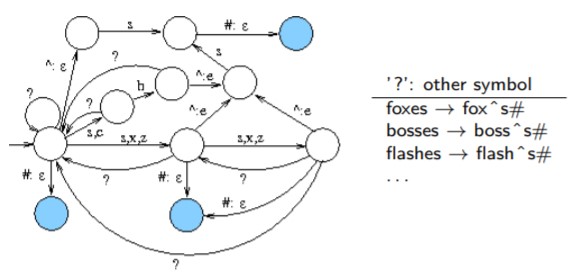 s
#: ε
^: ε
?
s
?
h
^:e
?
s,c
^:e
^:e
s,x,z
s,x,z
#: ε
?
#: ε
?
#: ε
?
'?': other symbol
foxes → fox^s#
bosses → boss^s#
flashes → flash^s#
...